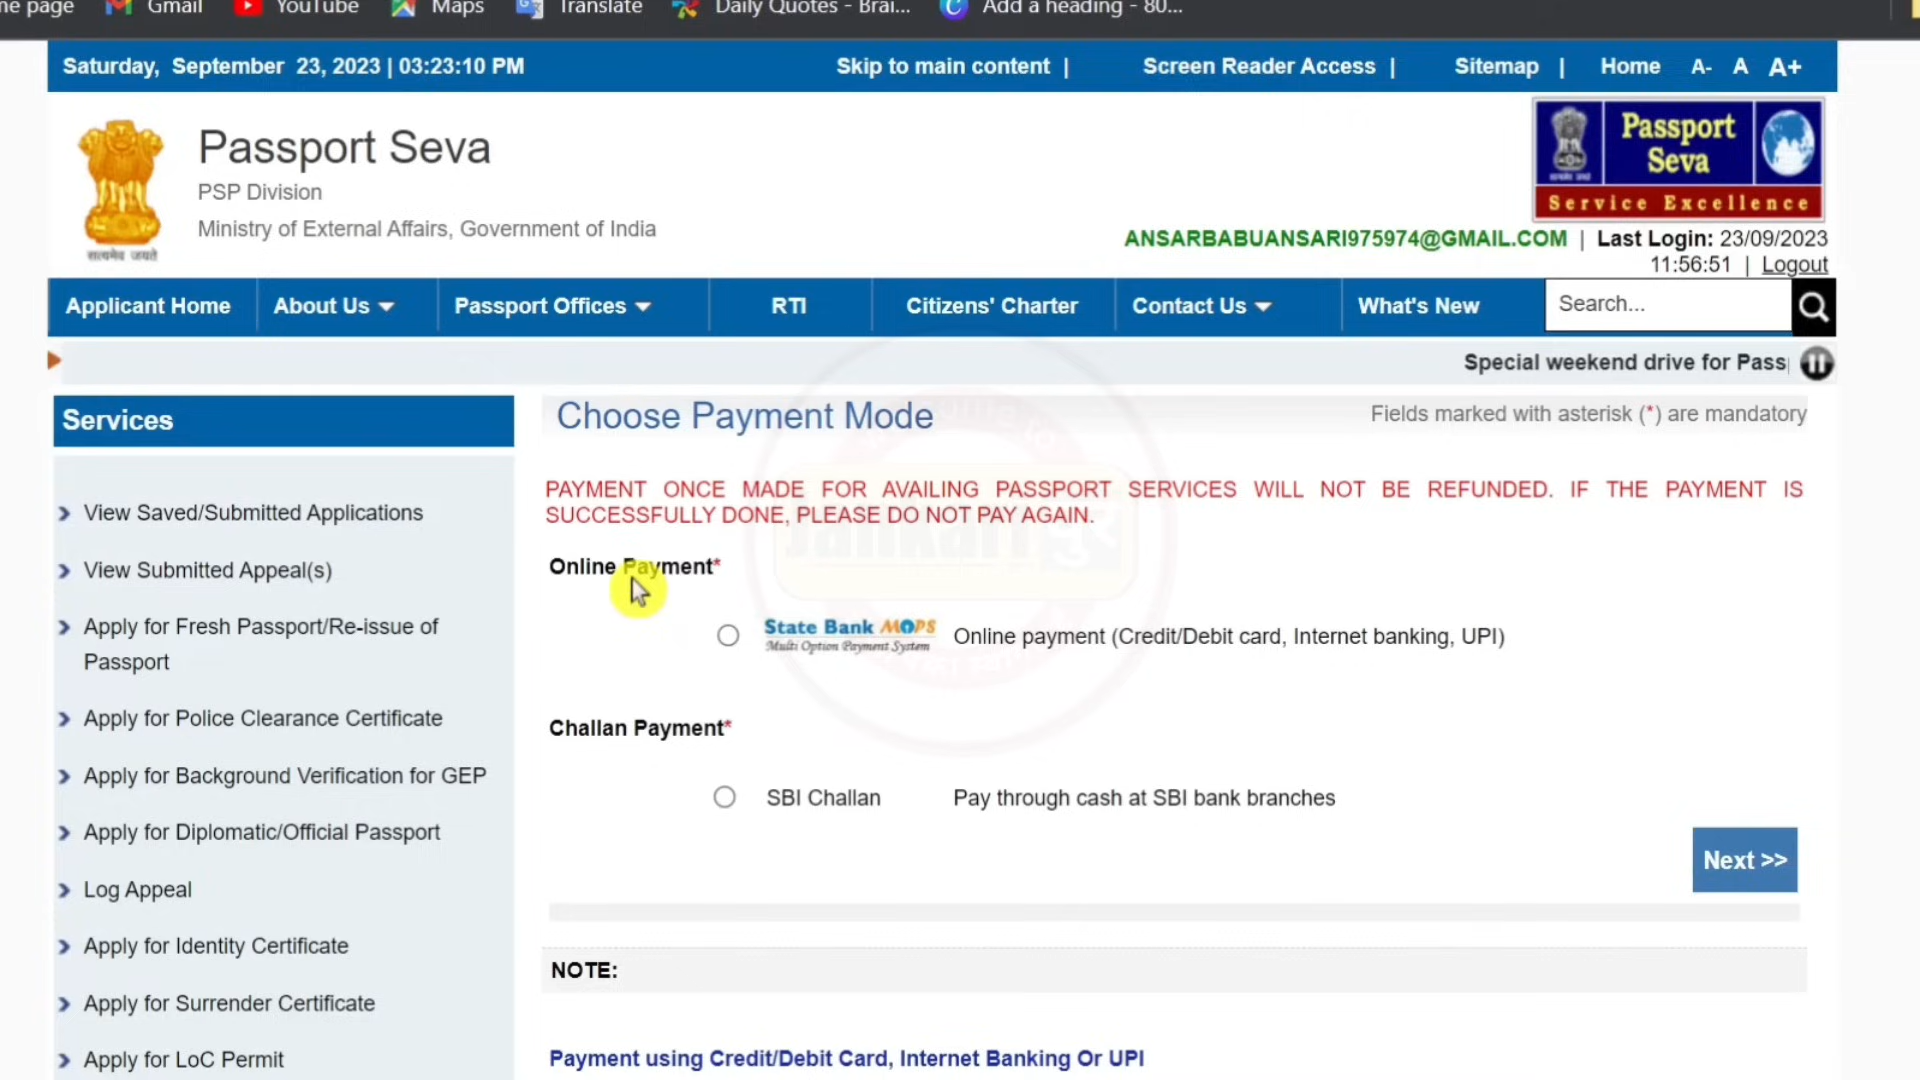 me page Gmail YouTube Maps Translate Daily Quotes - Brai... Add a heading - 80...
Saturday, September 23, 2023 | 03:23:10 PM Skip to main content | Screen Reader Access | Sitemap | Home A- A A+
Passport Seva
PSP Division
Ministry of External Affairs, Government of India
सत्यमेव जयते
Passport
Seva
Service Excellence
ANSARBABUANSARI975974@GMAIL.COM | Last Login: 23/09/2023
11:56:51 | Logout
Applicant Home About Us Passport Offices RTI Citizens' Charter Contact Us What's New Search...
Special weekend drive for Pass
Services
View Saved/Submitted Applications
View Submitted Appeal(s)
Apply for Fresh Passport/Re-issue of
Passport
Apply for Police Clearance Certificate
Apply for Background Verification for GEP
Apply for Diplomatic/Official Passport
Log Appeal
Apply for Identity Certificate
Apply for Surrender Certificate
Apply for LoC Permit
Choose Payment Mode Fields marked with asterisk (*) are mandatory
PAYMENT ONCE MADE FOR AVAILING PASSPORT SERVICES WILL NOT BE REFUNDED. IF THE PAYMENT IS
SUCCESSFULLY DONE, PLEASE DO NOT PAY AGAIN.
Online Payment*
State Bank MOPS
Multi Option Payment System
Online payment (Credit/Debit card, Internet banking, UPI)
Challan Payment*
SBI Challan Pay through cash at SBI bank branches
Next >>
NOTE:
Payment using Credit/Debit Card, Internet Banking Or UPI